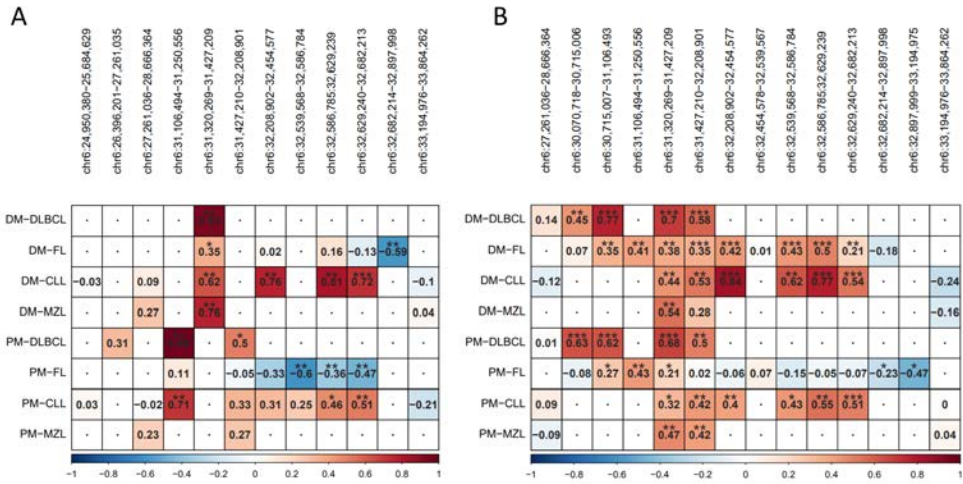 A
chr6:24,950,380−25,684,629
chr6:26,396,201−27,261,035
chr6:27,261,036−28,666,364
chr6:31,106,494−31,250,556
chr6:31,320,269−31,427,209
chr6:31,427,210−32,208,901
chr6:32,208,902−32,454,577
chr6:32,539,568−32,586,784
chr6:32,586,785:32,629,239
chr6:32,629,240−32,682,213
chr6:32,682,214−32,897,998
chr6:33,194,976−33,864,262
DM−DLBCL · · · · · · · · · · ·
DM−FL · · · · *0.35 · 0.02 · 0.16 −0.13 **−0.59 ·
DM−CLL −0.03 · 0.09 · **0.62 · **0.76 · ***0.81 ***0.72 · −0.1
DM−MZL · · 0.27 · **0.76 · · · · · · 0.04
PM−DLBCL · 0.31 · · *0.5 · · · · · ·
PM−FL · · · 0.11 · −0.05 −0.33 **−0.6 **−0.36 **−0.47 · ·
PM−CLL 0.03 · −0.02 **0.71 · 0.33 0.31 0.25 *0.46 **0.51 · −0.21
PM−MZL · · 0.23 · · 0.27 · · · · · ·
−1 −0.8 −0.6 −0.4 −0.2 0 0.2 0.4 0.6 0.8 1
B
chr6:27,261,036−28,666,364
chr6:30,070,718−30,715,006
chr6:30,715,007−31,106,493
chr6:31,106,494−31,250,556
chr6:31,320,269−31,427,209
chr6:31,427,210−32,208,901
chr6:32,208,902−32,454,577
chr6:32,454,578−32,539,567
chr6:32,539,568−32,586,784
chr6:32,586,785:32,629,239
chr6:32,629,240−32,682,213
chr6:32,682,214−32,897,998
chr6:32,897,999−33,194,975
chr6:33,194,976−33,864,262
DM−DLBCL 0.14 **0.45 ***0.77 · ***0.7 ***0.58 · · · · · · · ·
DM−FL · 0.07 **0.35 **0.41 ***0.38 ***0.35 ***0.42 0.01 ***0.43 ***0.5 **0.21 −0.18 · ·
DM−CLL −0.12 · · · ***0.44 ***0.53 ***0.84 · **0.62 ***0.77 ***0.54 · · −0.24
DM−MZL · · · · **0.54 0.28 · · · · · · · −0.16
PM−DLBCL 0.01 ***0.63 ***0.62 · ***0.68 **0.5 · · · · · · · ·
PM−FL · −0.08 *0.27 **0.43 *0.21 0.02 −0.06 0.07 −0.15 −0.05 −0.07 *−0.23 **−0.47 ·
PM−CLL 0.09 · · · **0.32 **0.42 **0.4 · *0.43 ***0.55 ***0.51 · · 0
PM−MZL −0.09 · · · **0.47 **0.42 · · · · · · · 0.04
−1 −0.8 −0.6 −0.4 −0.2 0 0.2 0.4 0.6 0.8 1